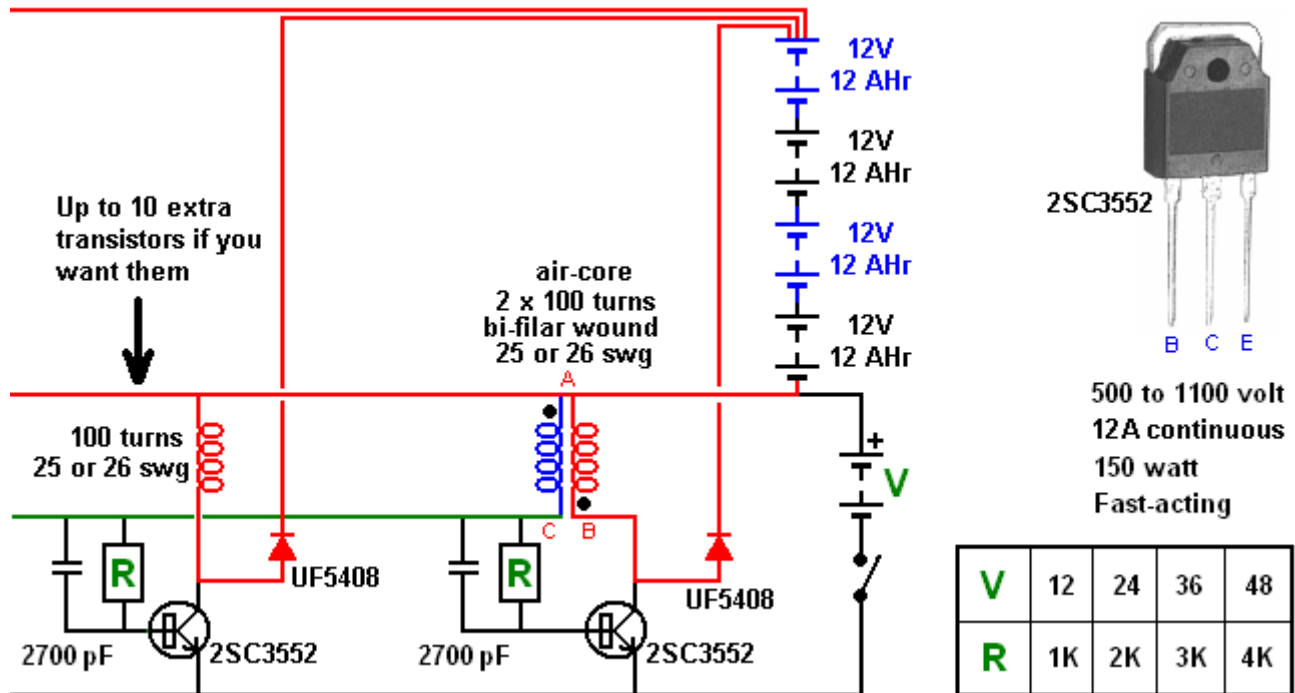 12V
12 AHr
12V
12 AHr
12V
12 AHr
12V
12 AHr
Up to 10 extra
transistors if you
want them
air-core
2 x 100 turns
bi-filar wound
25 or 26 swg
A
100 turns
25 or 26 swg
C
B
+
V
R
R
UF5408
UF5408
2700 pF
2SC3552
2700 pF
2SC3552
2SC3552
B C E
500 to 1100 volt
12A continuous
150 watt
Fast-acting
V 12 24 36 48
R 1K 2K 3K 4K